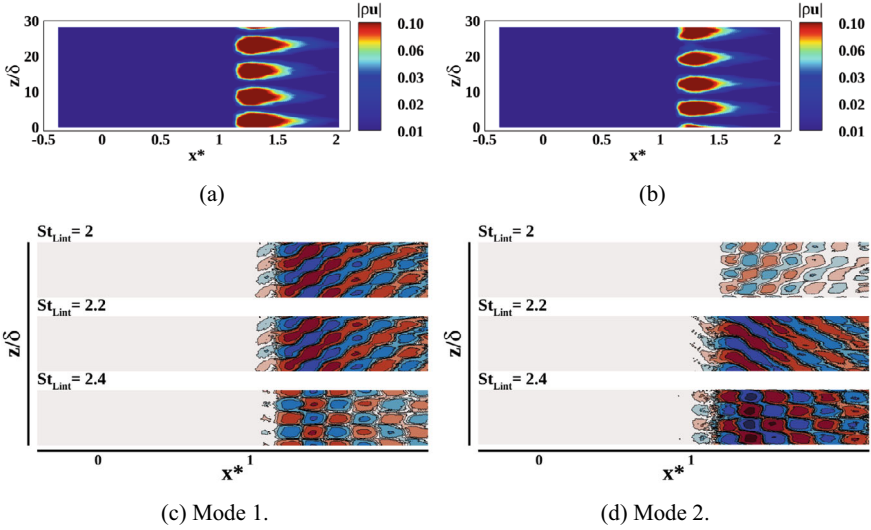 |ρu|
|ρu|
30
20
10
0
z/δ
-0.5
0
0.5
1
1.5
2
x*
0.10
0.06
0.03
0.02
0.01
(a)
30
20
10
0
z/δ
-0.5
0
0.5
1
1.5
2
x*
0.10
0.06
0.03
0.02
0.01
(b)
St_Lint= 2
St_Lint= 2.2
St_Lint= 2.4
z/δ
0
1
x*
(c) Mode 1.
St_Lint= 2
St_Lint= 2.2
St_Lint= 2.4
z/δ
0
1
x*
(d) Mode 2.